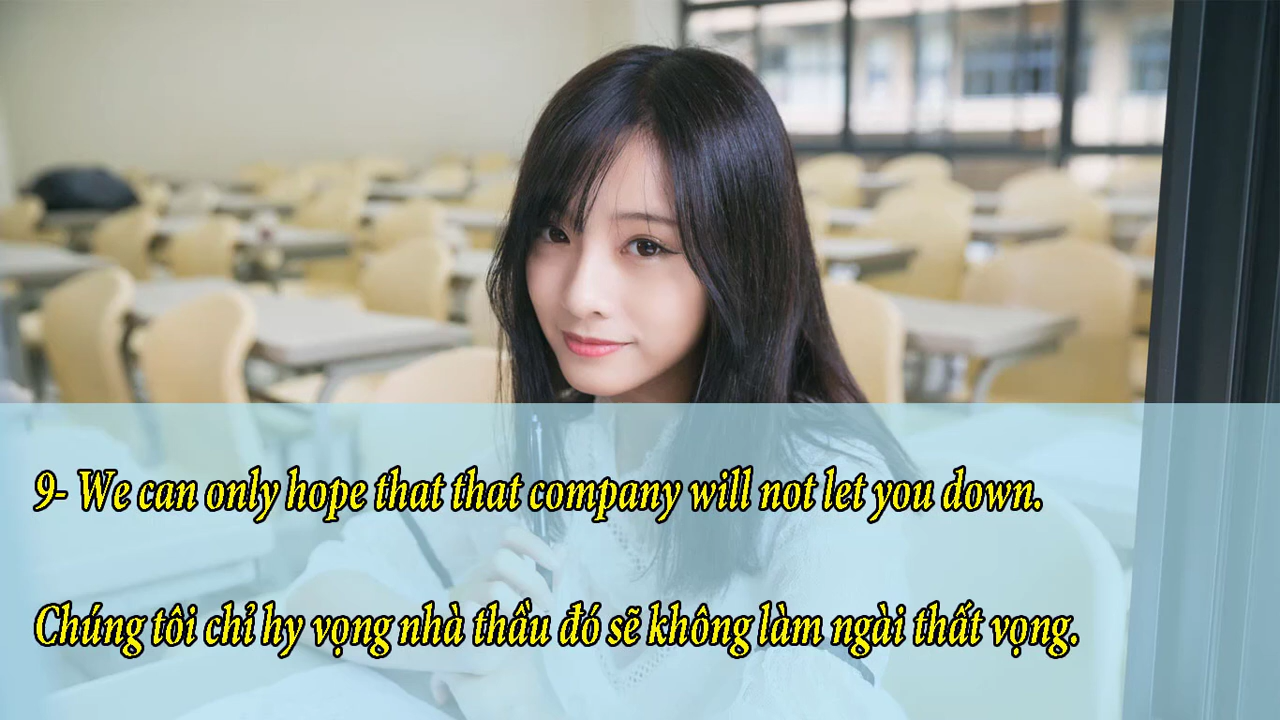 9- We can only hope that that company will not let you down.
Chúng tôi chỉ hy vọng nhà thầu đó sẽ không làm ngài thất vọng.